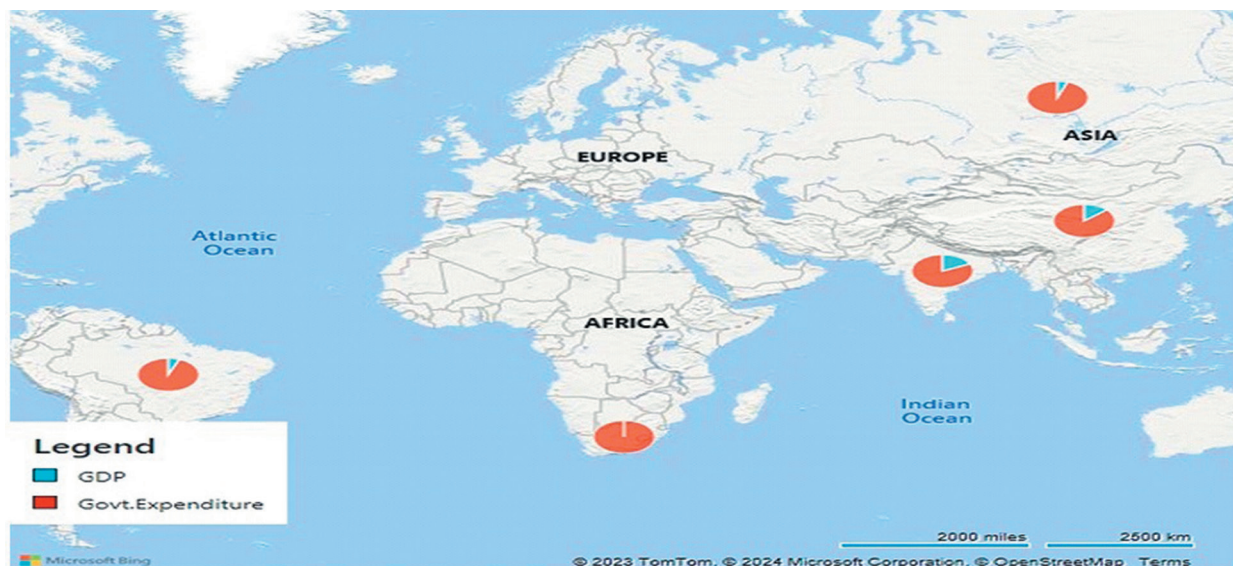 ASIA
EUROPE
Atlantic
Ocean
AFRICA
Indian
Ocean
Legend
GDP
Govt.Expenditure
2000 miles
2500 km
Microsoft Bing
© 2023 TomTom, © 2024 Microsoft Corporation, © OpenStreetMap Terms